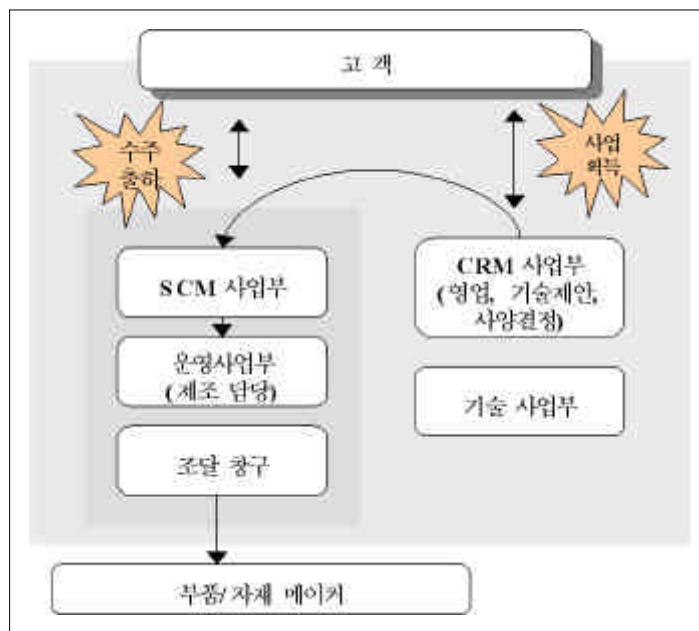 고 객
수주
출하
사업
획득
SCM 사업부
CRM 사업부
(영업, 기술제안,
사양결정)
운영사업부
(제조 담당)
기술 사업부
조달 창구
부품/자재 메이커